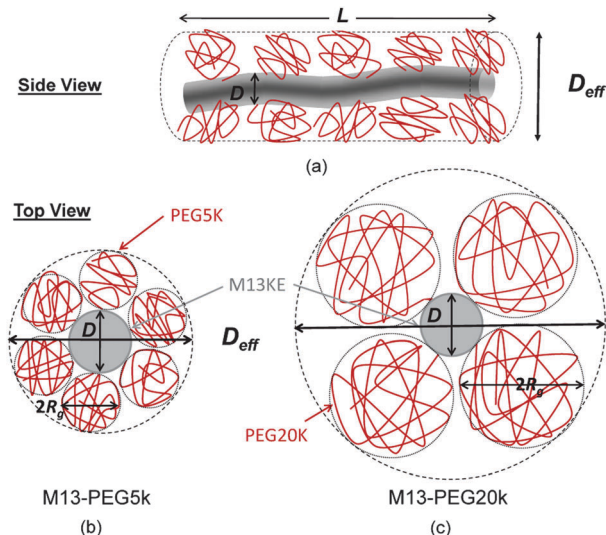 L
Side View
D
D_eff
(a)
Top View
PEG5K
M13KE
D
D
D_eff
2R_g
2R_g
PEG20K
M13-PEG5k
M13-PEG20k
(b)
(c)